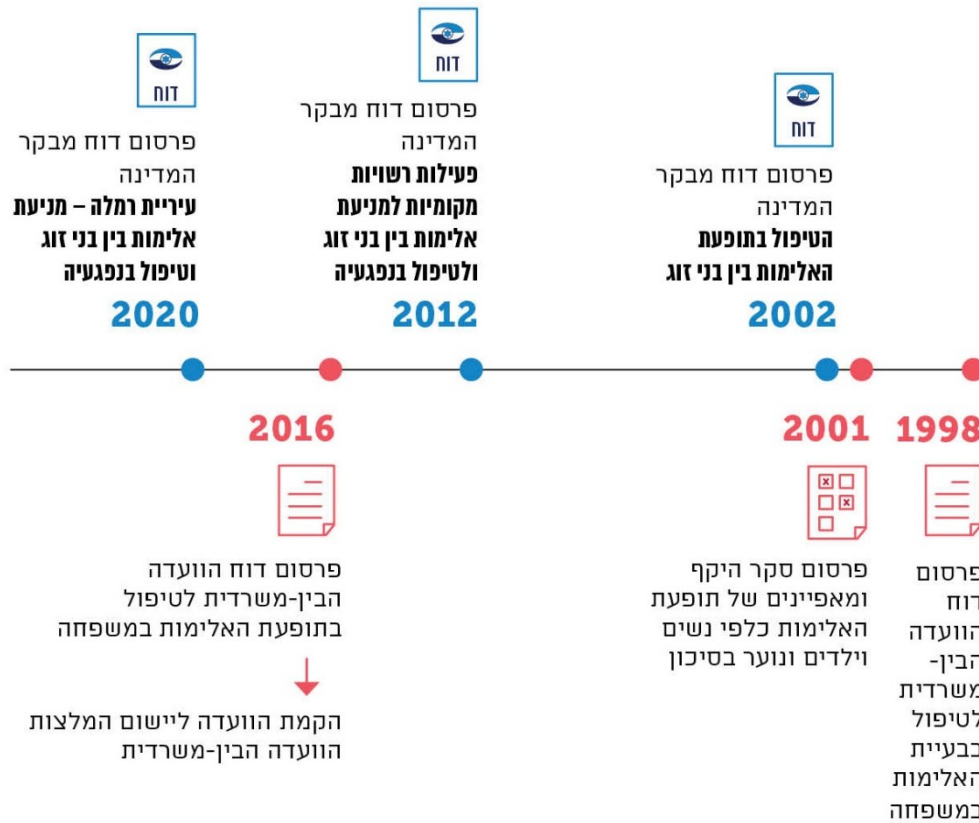 דוח
פרסום דוח מבקר
המדינה
הטיפול בתופעת
האלימות בין בני זוג
2002
דוח
פרסום דוח מבקר
המדינה
פעילות רשויות
מקומיות למניעת
אלימות בין בני זוג
ולטיפול בנפגעיה
2012
דוח
פרסום דוח מבקר
המדינה
עיריית רמלה – מניעת
אלימות בין בני זוג
וטיפול בנפגעיה
2020
1998
פרסום
דוח
הוועדה
הבין-
משרדית
לטיפול
בבעיית
האלימות
במשפחה
2001
פרסום סקר היקף
ומאפיינים של תופעת
האלימות כלפי נשים
וילדים ונוער בסיכון
2016
פרסום דוח הוועדה
הבין-משרדית לטיפול
בתופעת האלימות במשפחה
הקמת הוועדה ליישום המלצות
הוועדה הבין-משרדית